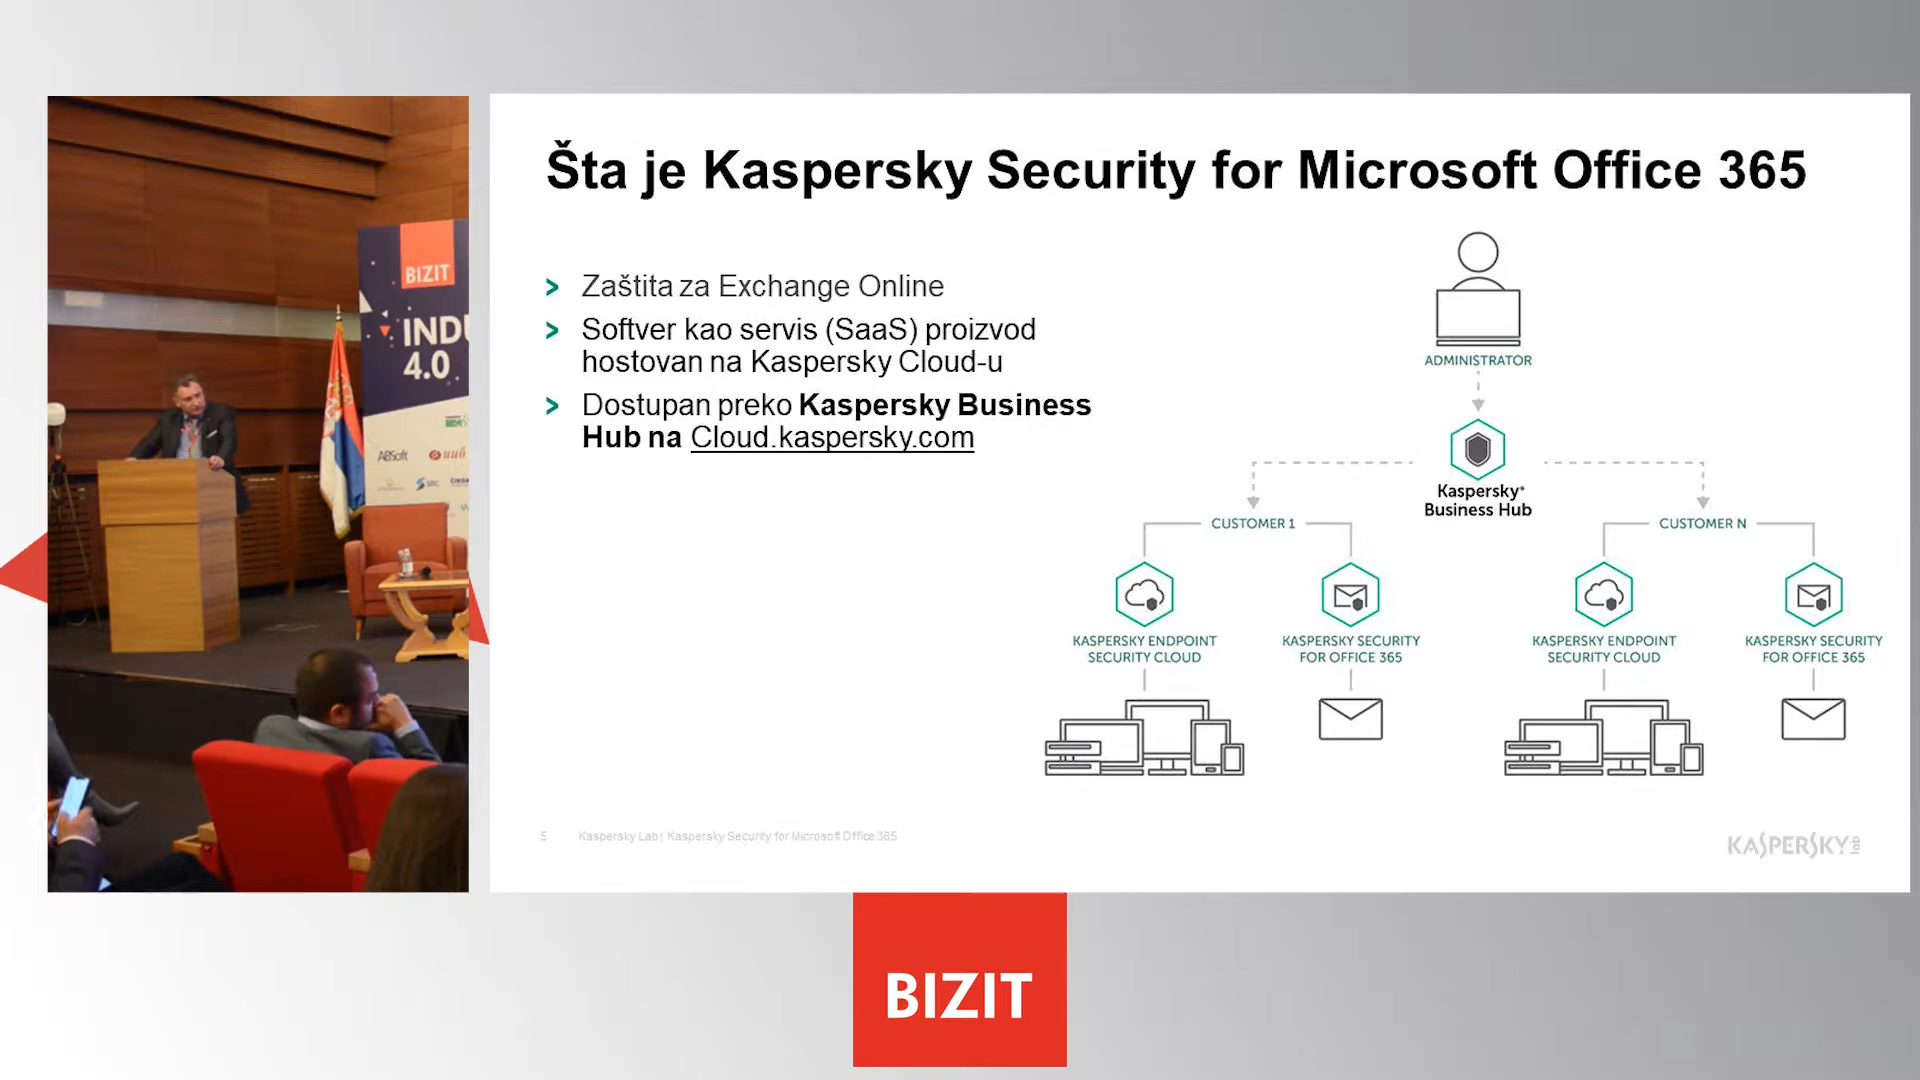 Šta je Kaspersky Security for Microsoft Office 365
> Zaštita za Exchange Online
> Softver kao servis (SaaS) proizvod
hostovan na Kaspersky Cloud-u
> Dostupan preko Kaspersky Business
Hub na Cloud.kaspersky.com
ADMINISTRATOR
Kaspersky®
Business Hub
CUSTOMER 1
CUSTOMER N
KASPERSKY ENDPOINT
SECURITY CLOUD
KASPERSKY SECURITY
FOR OFFICE 365
KASPERSKY ENDPOINT
SECURITY CLOUD
KASPERSKY SECURITY
FOR OFFICE 365
5 Kaspersky Lab | Kaspersky Security for Microsoft Office 365
KASPERSKY lab
BIZIT
INDU
4.0
ABSoft
SRC
BIZIT